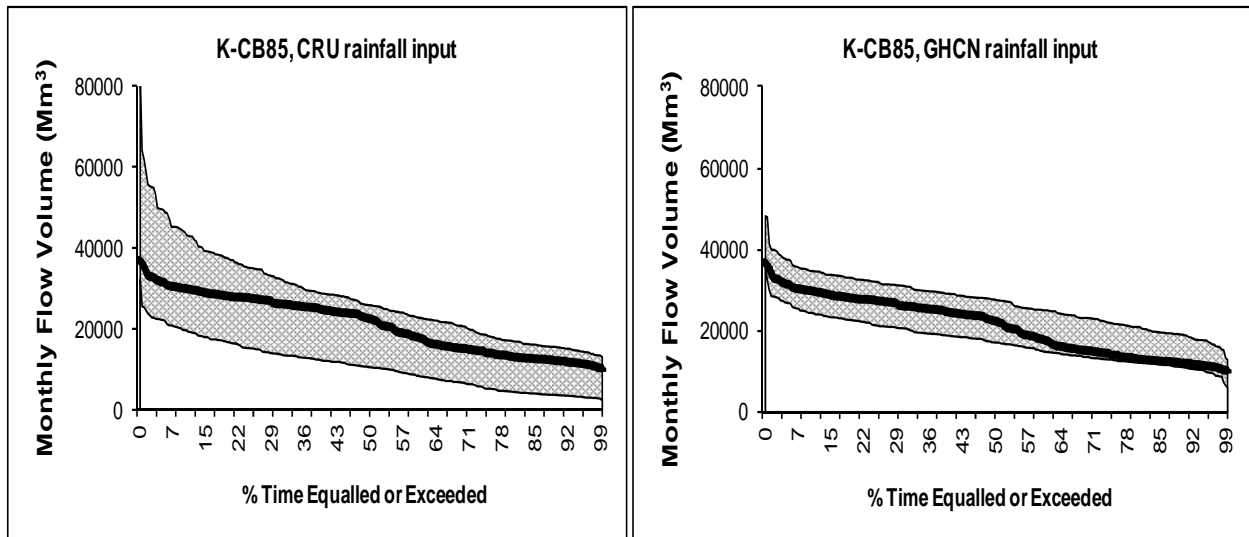 K-CB85, CRU rainfall input
Monthly Flow Volume (Mm³)
80000
60000
40000
20000
0
0 7 15 22 29 36 43 50 57 64 71 78 85 92 99
% Time Equalled or Exceeded
K-CB85, GHCN rainfall input
Monthly Flow Volume (Mm³)
80000
60000
40000
20000
0
0 7 15 22 29 36 43 50 57 64 71 78 85 92 99
% Time Equalled or Exceeded